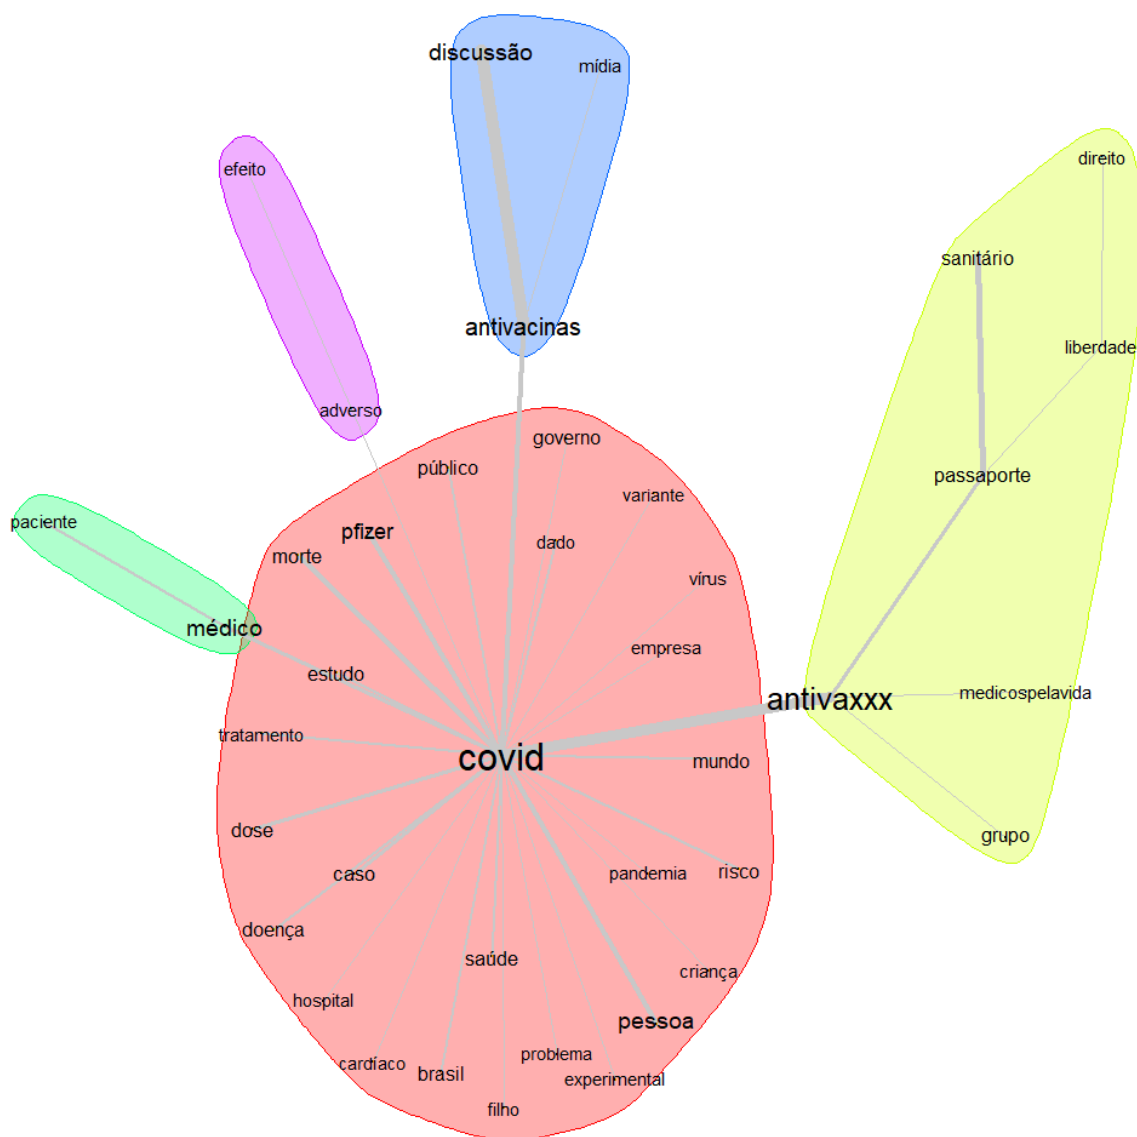 discussão
mídia
direito
efeito
sanitário
antivacinas
liberdade
adverso
governo
público
passaporte
variante
paciente
pfizer
dado
morte
vírus
médico
empresa
estudo
antivaxxx
medicospelavida
tratamento
covid
mundo
dose
grupo
caso
pandemia
risco
doença
saúde
criança
hospital
pessoa
problema
cardíaco
brasil
experimental
filho